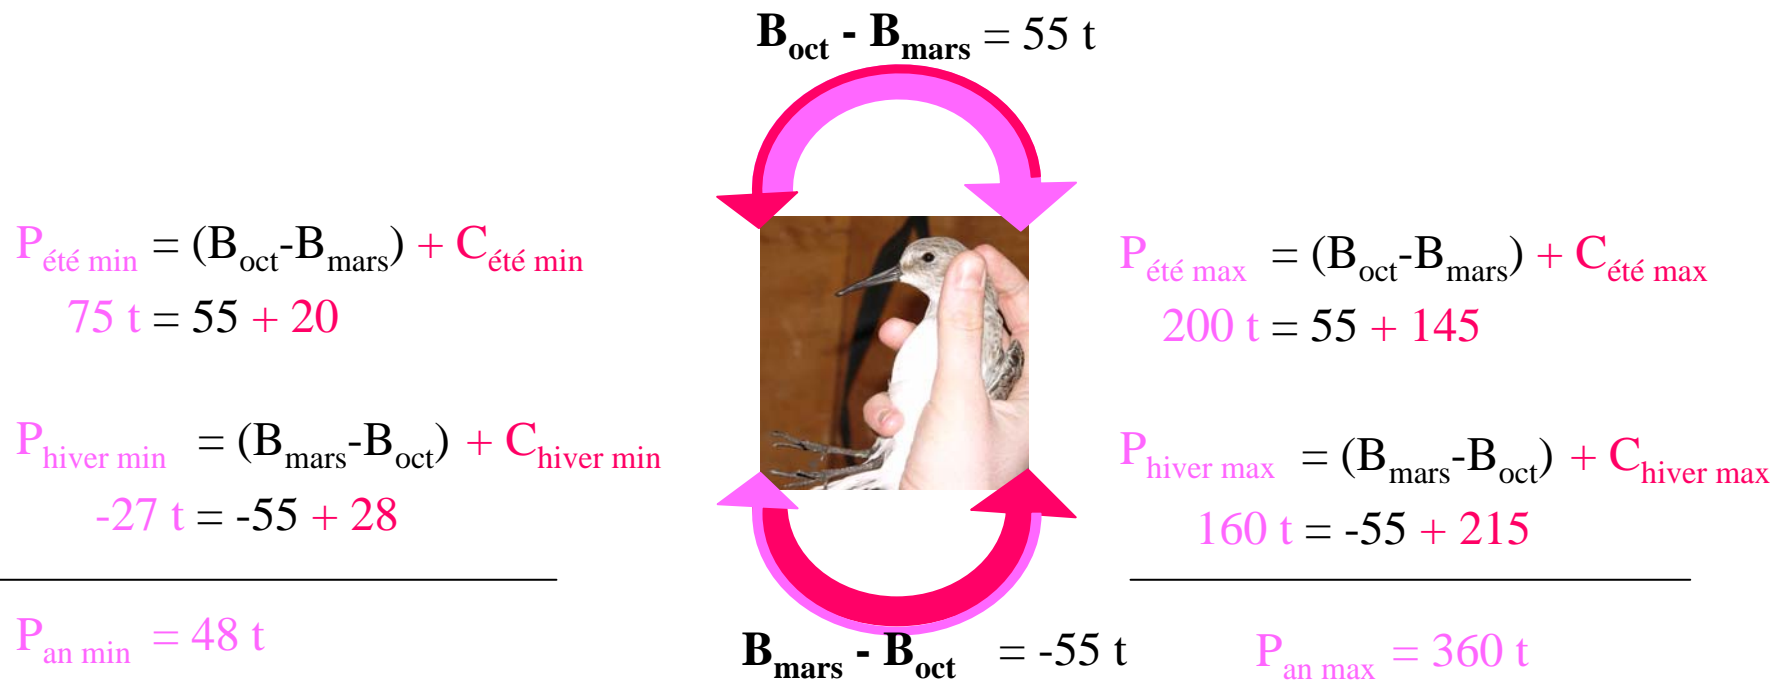 B_oct - B_mars = 55 t
P_été min = (B_oct-B_mars) + C_été min
75 t = 55 + 20
P_hiver min = (B_mars-B_oct) + C_hiver min
-27 t = -55 + 28
P_an min = 48 t
P_été max = (B_oct-B_mars) + C_été max
200 t = 55 + 145
P_hiver max = (B_mars-B_oct) + C_hiver max
160 t = -55 + 215
P_an max = 360 t
B_mars - B_oct = -55 t